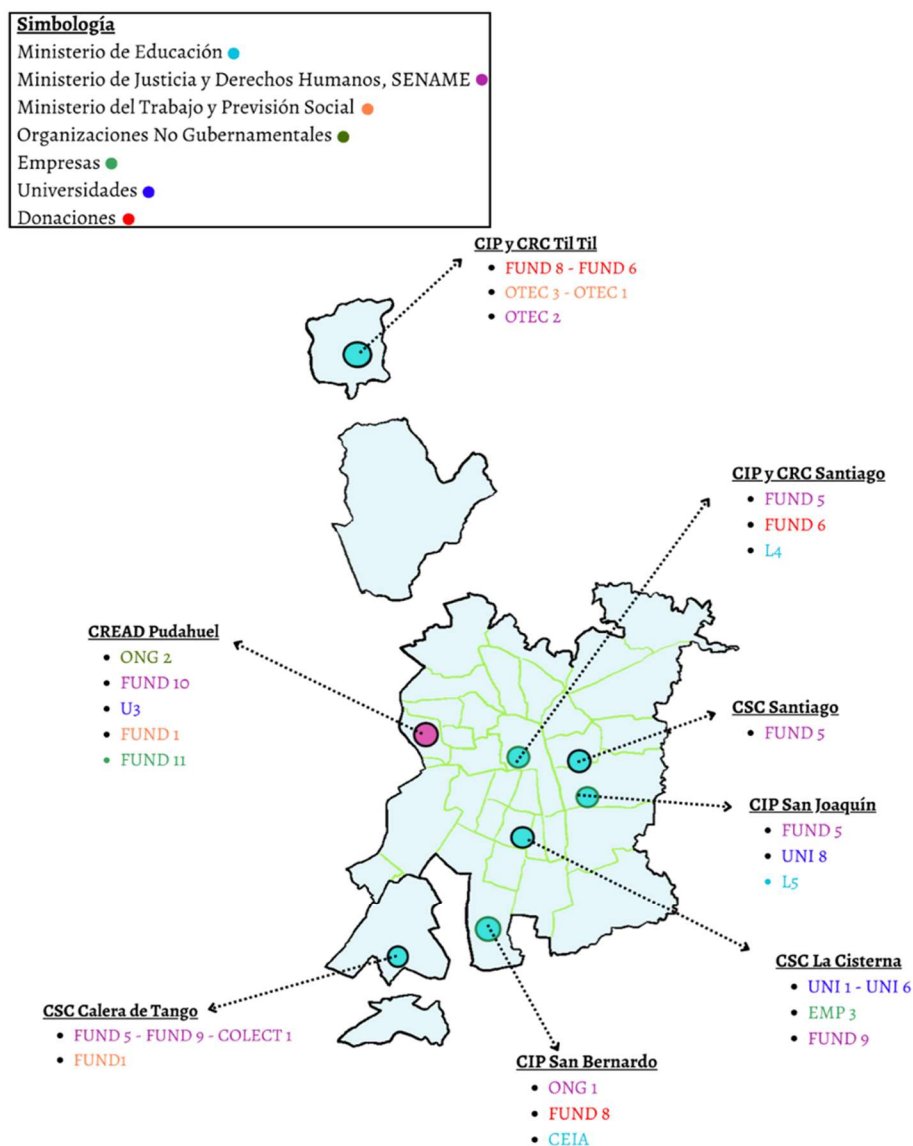 Simbología
Ministerio de Educación
Ministerio de Justicia y Derechos Humanos, SENAME
Ministerio del Trabajo y Previsión Social
Organizaciones No Gubernamentales
Empresas
Universidades
Donaciones
CIP y CRC Til Til
FUND 8 - FUND 6
OTEC 3 - OTEC 1
OTEC 2
CIP y CRC Santiago
FUND 5
FUND 6
L4
CREAD Pudahuel
ONG 2
FUND 10
U3
FUND 1
FUND 11
CSC Santiago
FUND 5
CIP San Joaquín
FUND 5
UNI 8
L5
CSC La Cisterna
UNI 1 - UNI 6
EMP 3
FUND 9
CSC Calera de Tango
FUND 5 - FUND 9 - COLECT 1
FUND1
CIP San Bernardo
ONG 1
FUND 8
CEIA